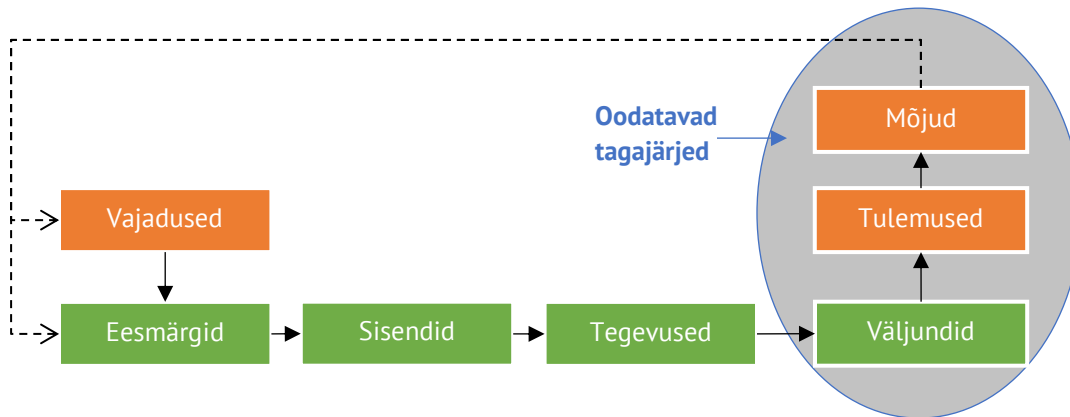 Oodatavad
tagajärjed
Mõjud
Vajadused
Tulemused
Eesmärgid
Sisendid
Tegevused
Väljundid